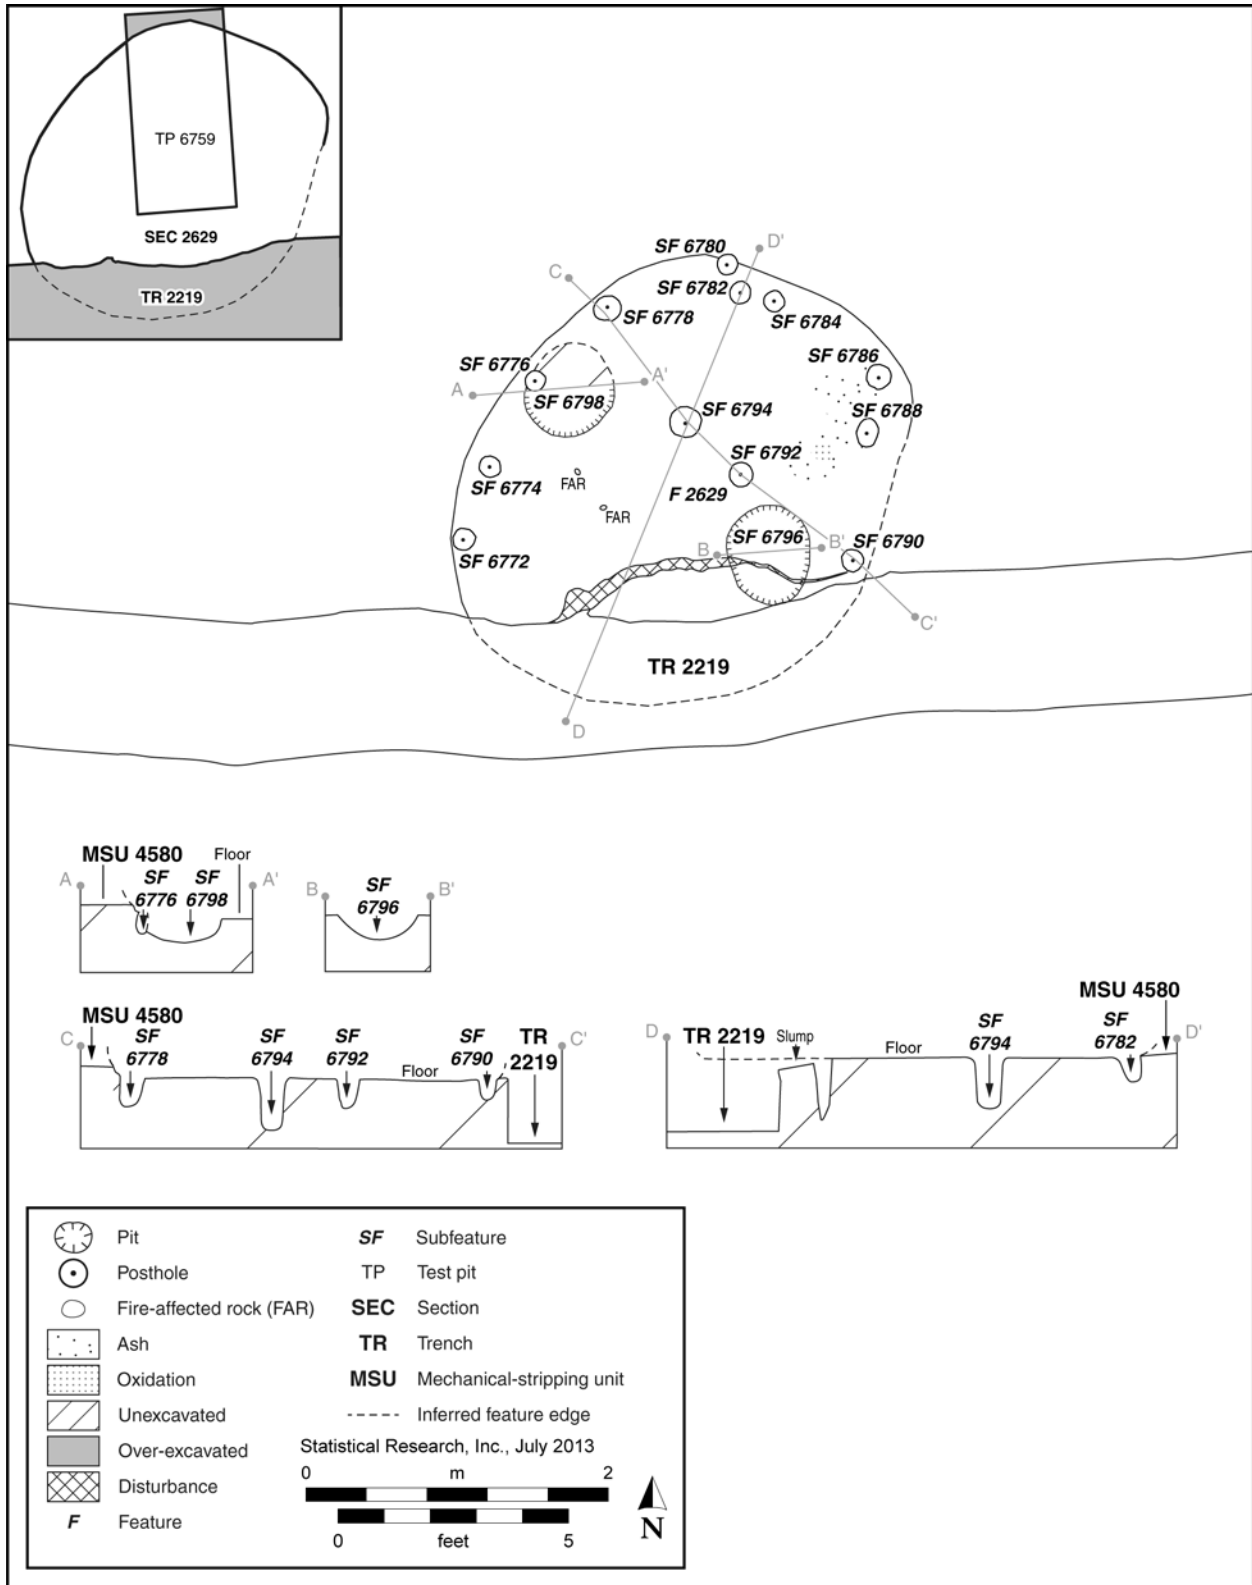 TP 6759
SEC 2629
TR 2219
SF 6780
D'
C
SF 6782
SF 6778
SF 6784
SF 6776
SF 6786
A
A'
SF 6798
SF 6794
SF 6788
SF 6792
SF 6774
FAR
F 2629
FAR
SF 6796
SF 6772
B
B'
SF 6790
C'
TR 2219
D
MSU 4580
Floor
A
SF
6776
SF
6798
A'
B
SF
6796
B'
MSU 4580
C
SF
6778
SF
6794
SF
6792
Floor
SF
6790
TR
2219
C'
D
TR 2219
Slump
Floor
SF
6794
SF
6782
MSU 4580
D'
Pit
Posthole
Fire-affected rock (FAR)
Ash
Oxidation
Unexcavated
Over-excavated
Disturbance
F Feature
SF Subfeature
TP Test pit
SEC Section
TR Trench
MSU Mechanical-stripping unit
Inferred feature edge
Statistical Research, Inc., July 2013
0 m 2
0 feet 5
N